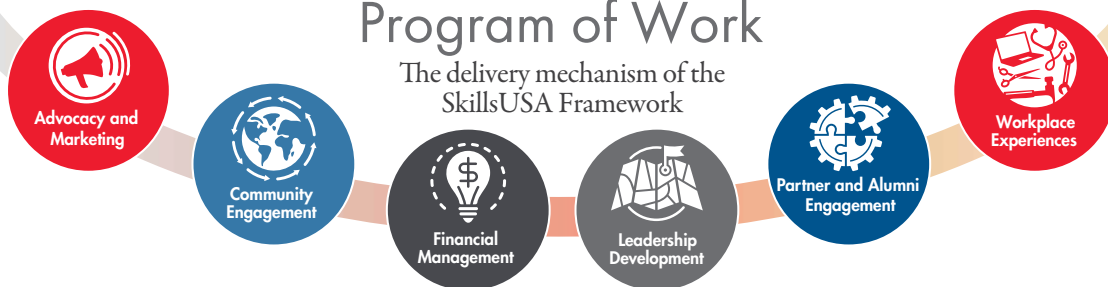 Program of Work
The delivery mechanism of the
SkillsUSA Framework
Advocacy and
Marketing
Community
Engagement
$
Financial
Management
Leadership
Development
Partner and Alumni
Engagement
Workplace
Experiences